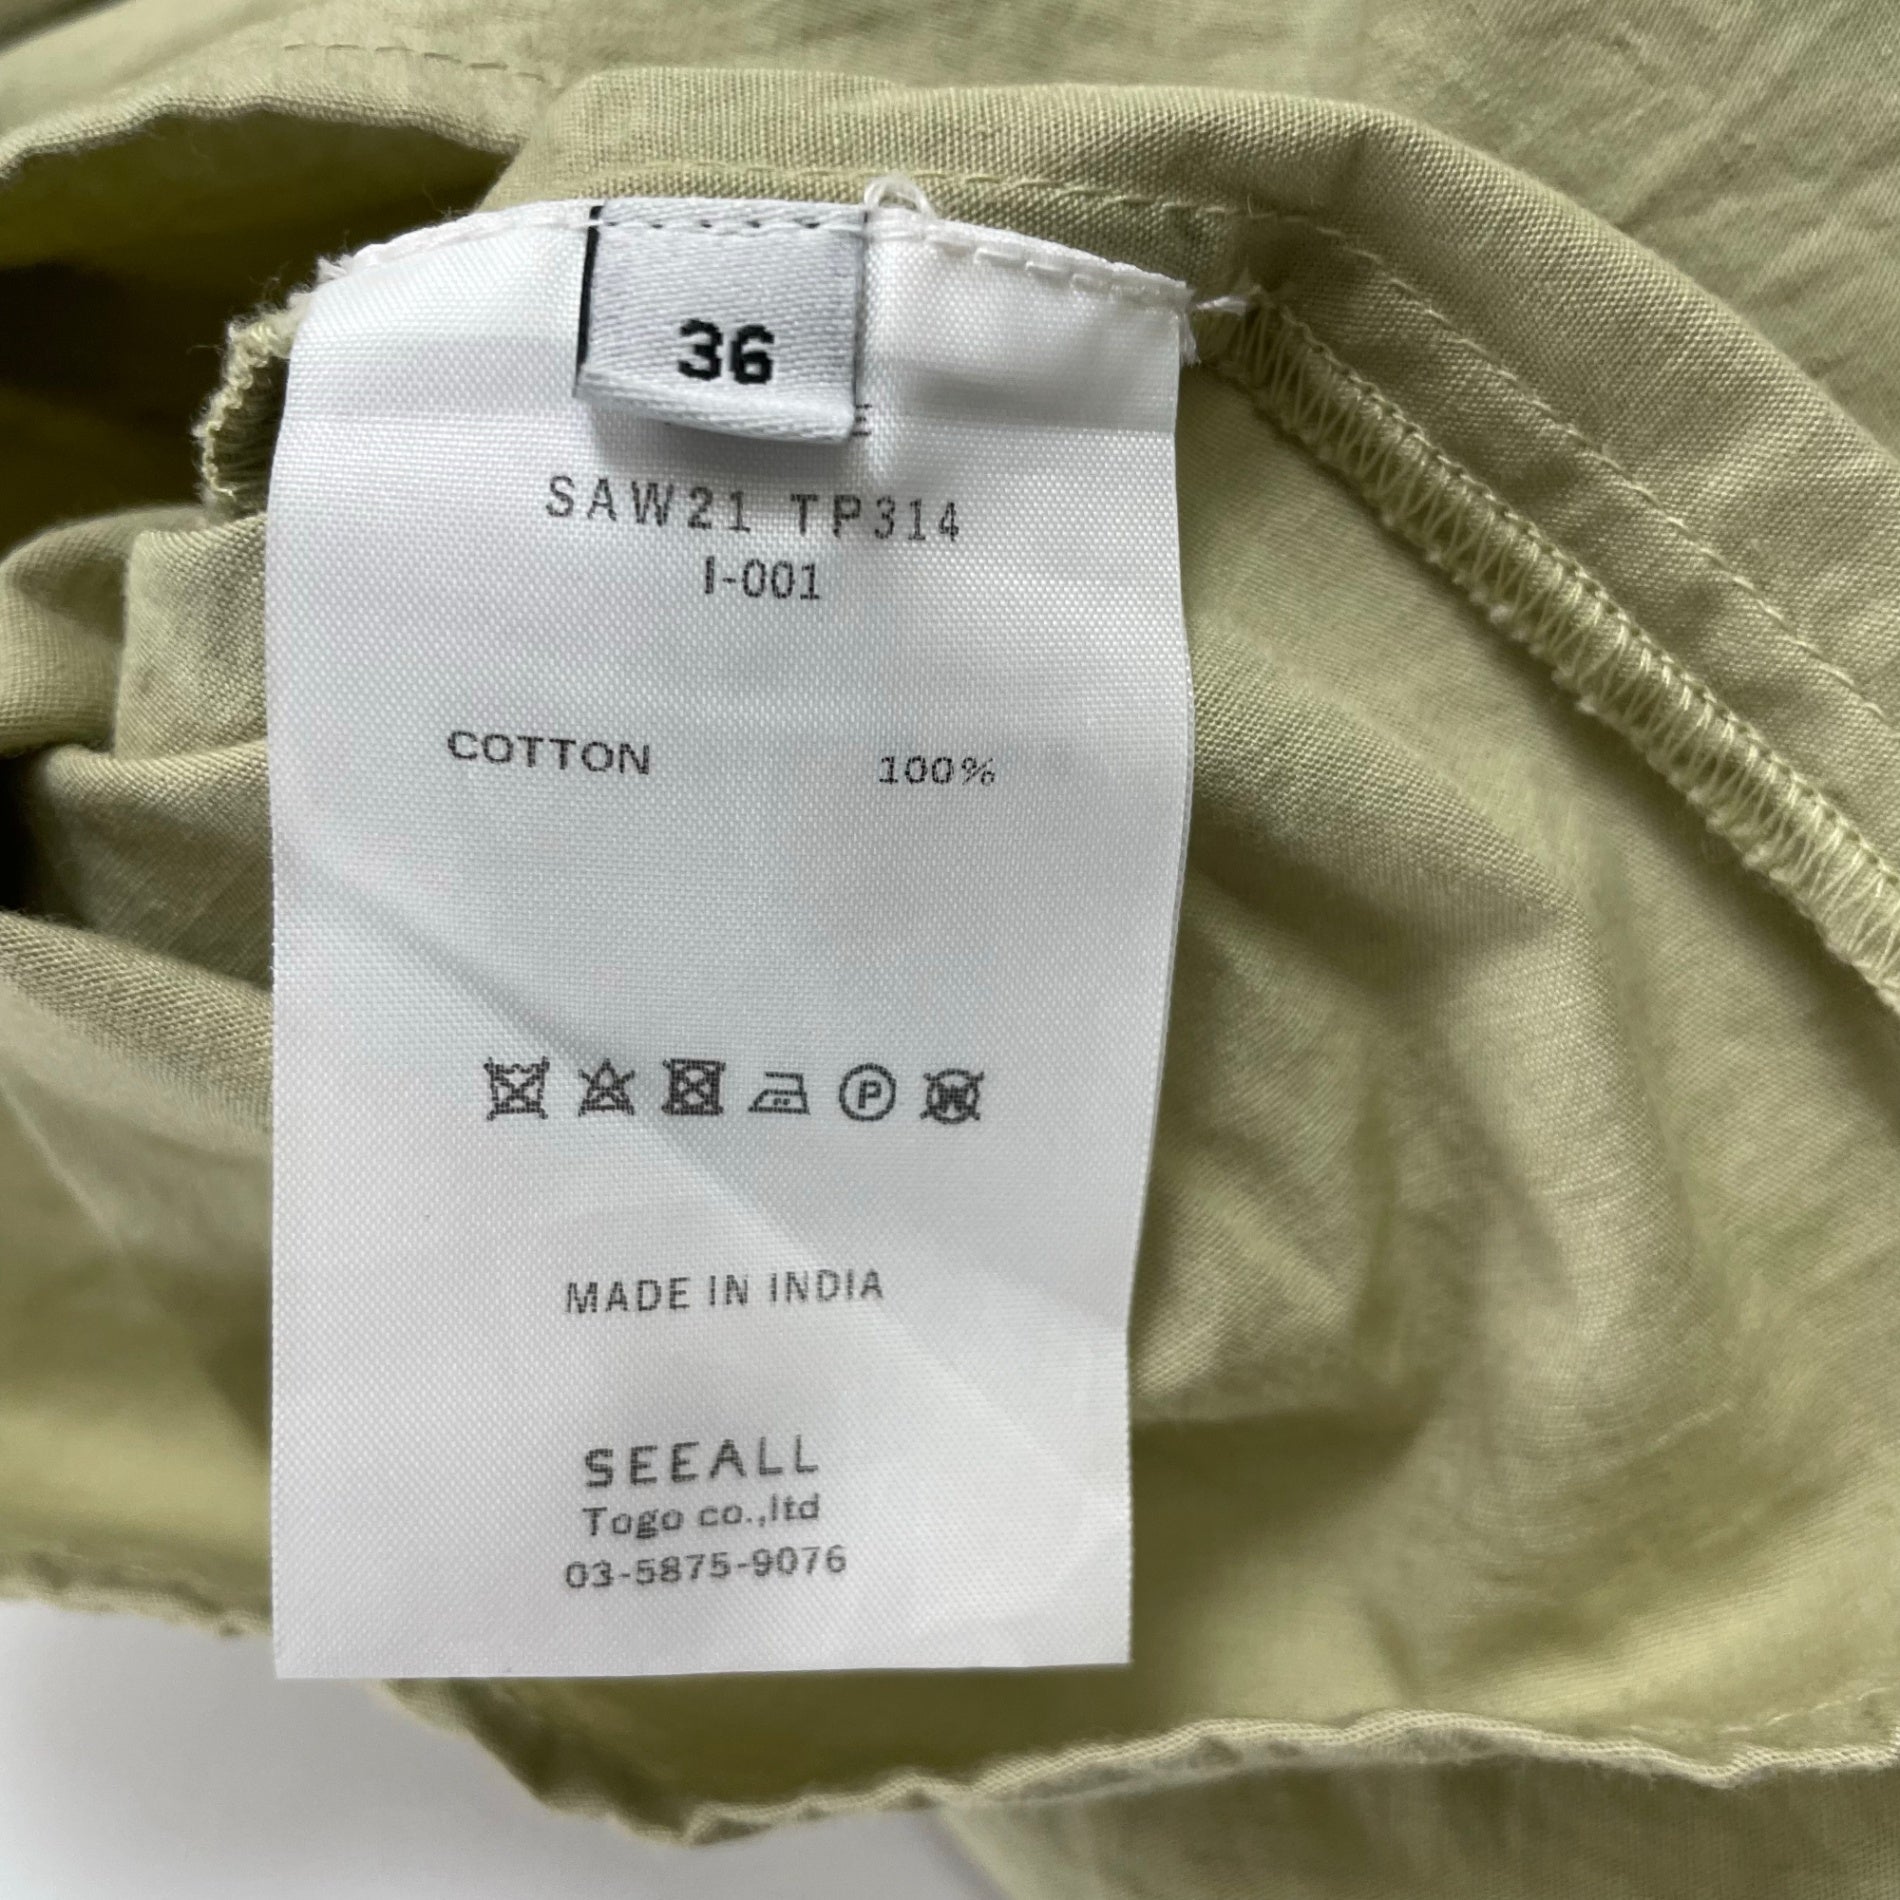 36
SAW21 TP314
I-001
COTTON 100%
P W
MADE IN INDIA
SEEALL
Togo co.,ltd
03-5875-9076